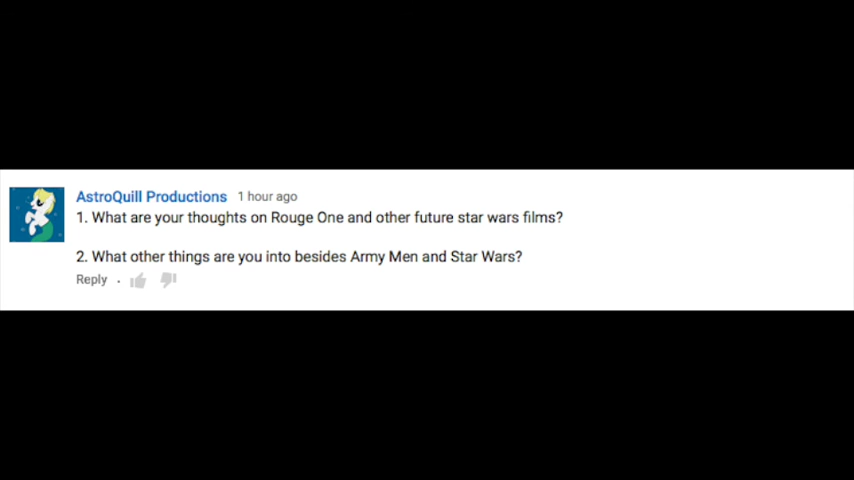 AstroQuill Productions 1 hour ago
1. What are your thoughts on Rouge One and other future star wars films?
2. What other things are you into besides Army Men and Star Wars?
Reply .